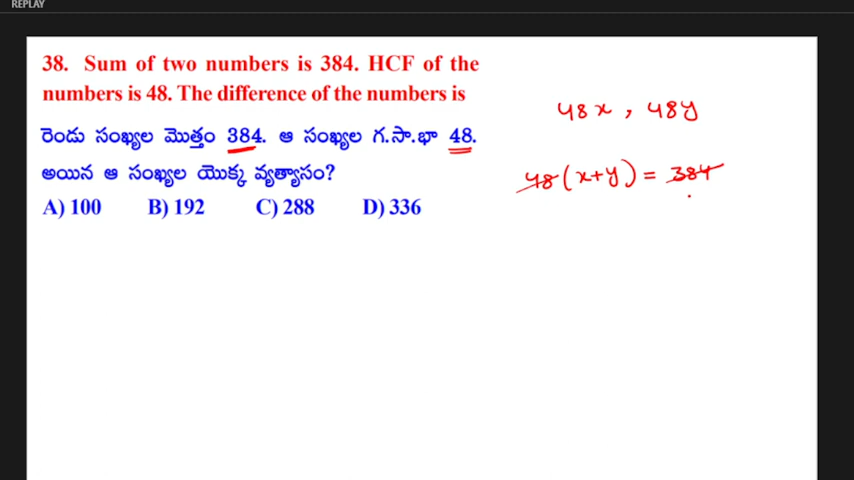 REPLAY
38. Sum of two numbers is 384. HCF of the
numbers is 48. The difference of the numbers is
రెండు సంఖ్యల మొత్తం 384. ఆ సంఖ్యల గ.సా.భా 48.
అయిన ఆ సంఖ్యల యొక్క వ్యత్యాసం?
A) 100 B) 192 C) 288 D) 336
48x , 48y
48(x+y) = 384